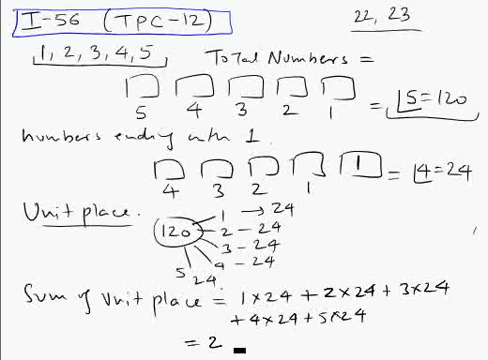 I-56 (TPC-12)
22, 23
1, 2, 3, 4, 5
Total Numbers =
5 4 3 2 1 = ⌊5 = 120
Numbers ending with 1.
1
4 3 2 1 = ⌊4 = 24
Unit place.
120
1 → 24
2 - 24
3 - 24
4 - 24
5 24
Sum of Unit place = 1×24 + 2×24 + 3×24
+ 4×24 + 5×24
= 2